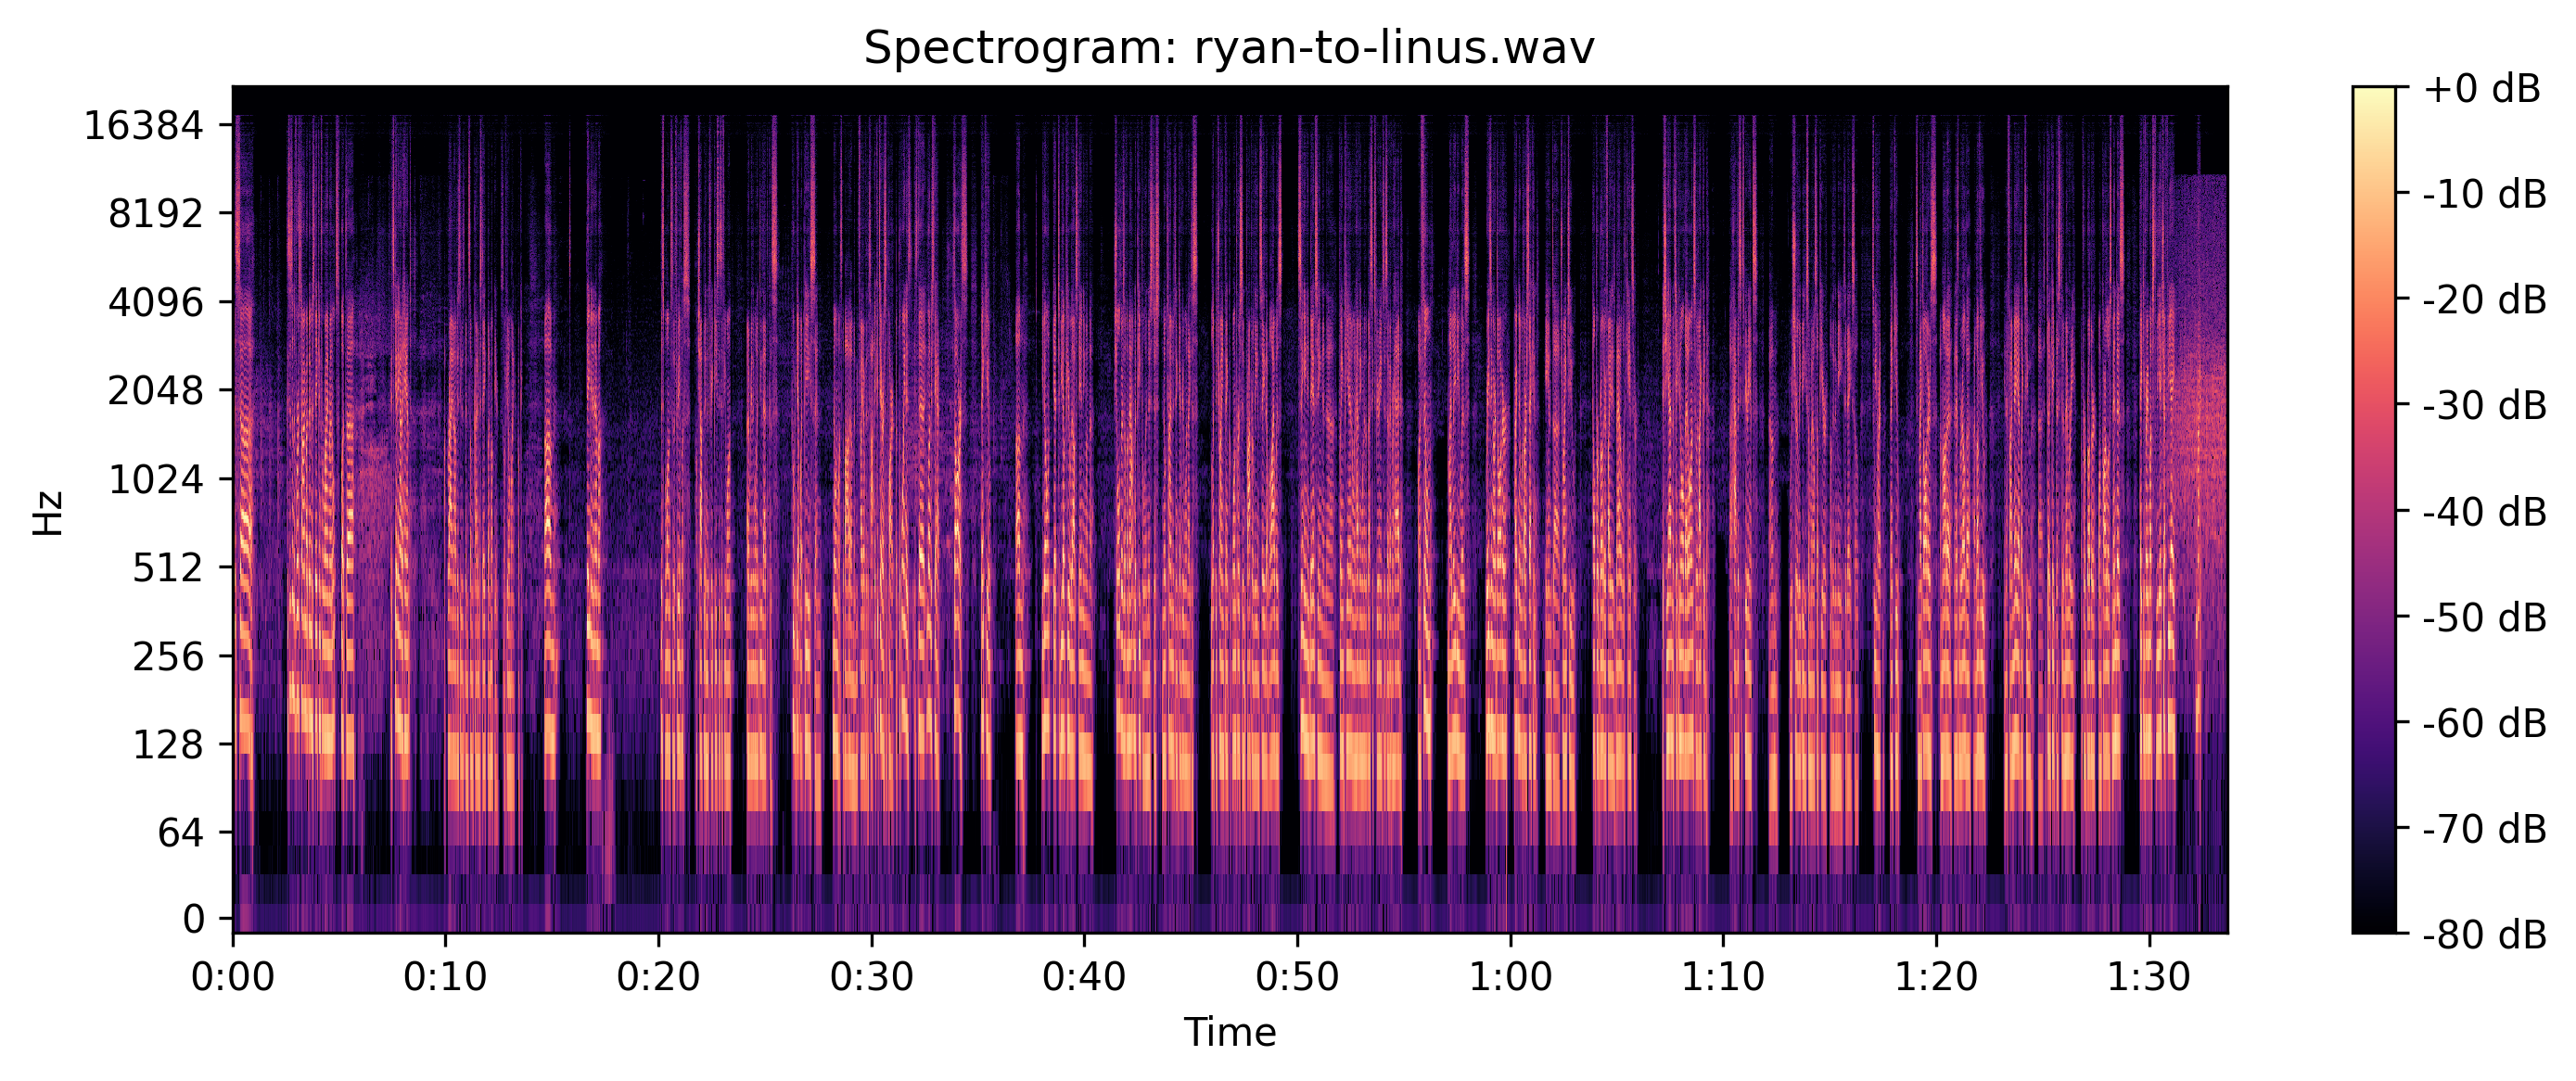 Spectrogram: ryan-to-linus.wav
16384
8192
4096
2048
1024
512
256
128
64
0
Hz
0:00 0:10 0:20 0:30 0:40 0:50 1:00 1:10 1:20 1:30
Time
+0 dB
-10 dB
-20 dB
-30 dB
-40 dB
-50 dB
-60 dB
-70 dB
-80 dB